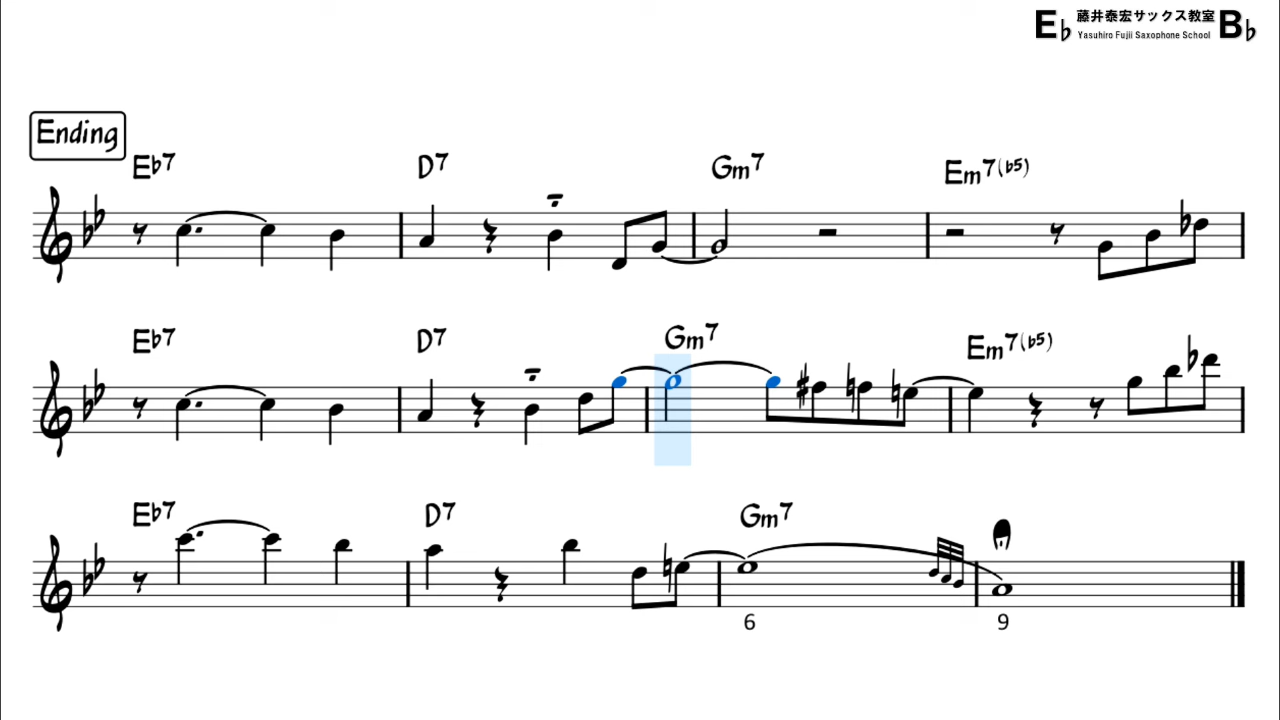 E♭ 藤井泰宏サックス教室 B♭
Yasuhiro Fujii Saxophone School
Ending
E♭7 D7 Gm7 Em7(♭5)
E♭7 D7 Gm7 Em7(♭5)
E♭7 D7 Gm7
6 9